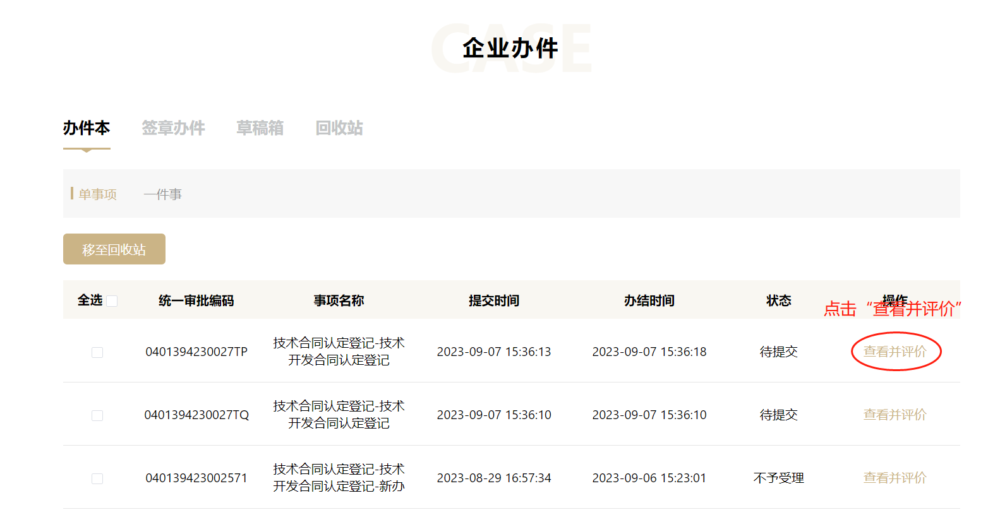 CASE
企业办件
办件本 签章办件 草稿箱 回收站
单事项 一件事
移至回收站
全选 统一审批编码 事项名称 提交时间 办结时间 状态 操作
点击“查看并评价”
0401394230027TP 技术合同认定登记-技术 2023-09-07 15:36:13 2023-09-07 15:36:18 待提交 查看并评价
开发合同认定登记
0401394230027TQ 技术合同认定登记-技术 2023-09-07 15:36:10 2023-09-07 15:36:10 待提交 查看并评价
开发合同认定登记
040139423002571 技术合同认定登记-技术 2023-08-29 16:57:34 2023-09-06 15:23:01 不予受理 查看并评价
开发合同认定登记-新办